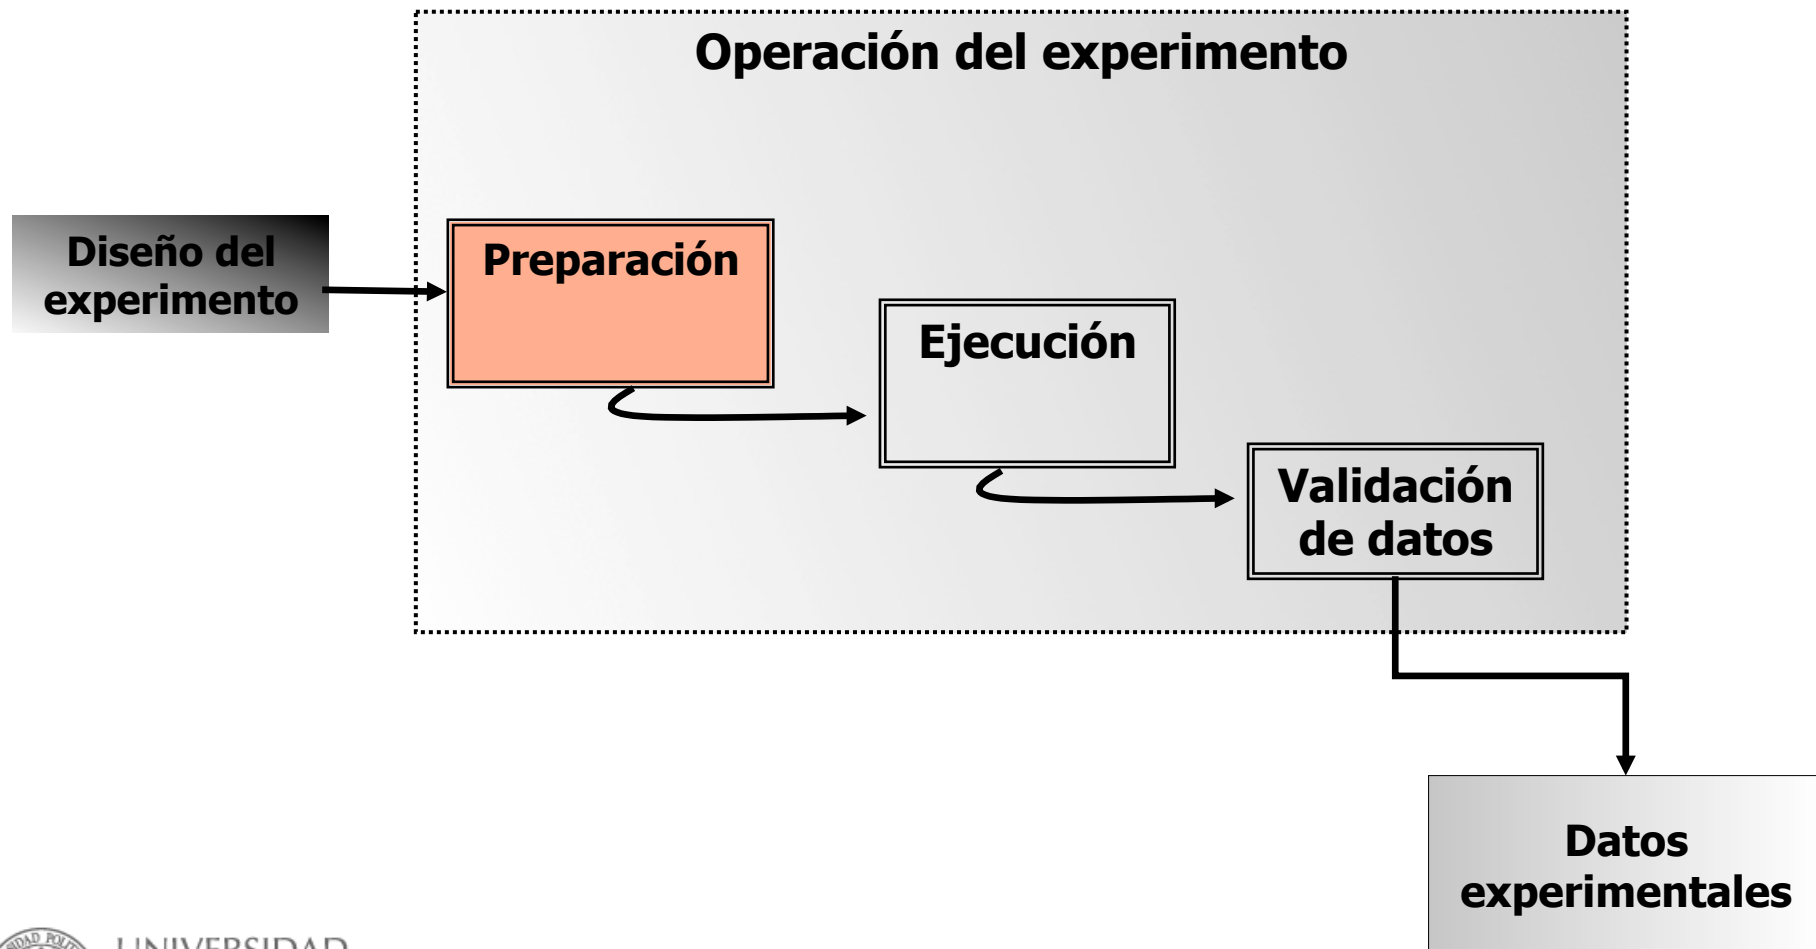 Operación del experimento
Diseño del
experimento
Preparación
Ejecución
Validación
de datos
Datos
experimentales
UNIVERSIDAD